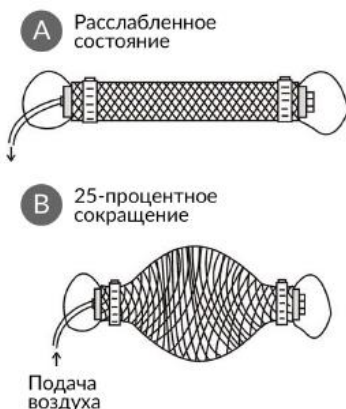 A
Расслабленное
состояние
B
25-процентное
сокращение
Подача
воздуха